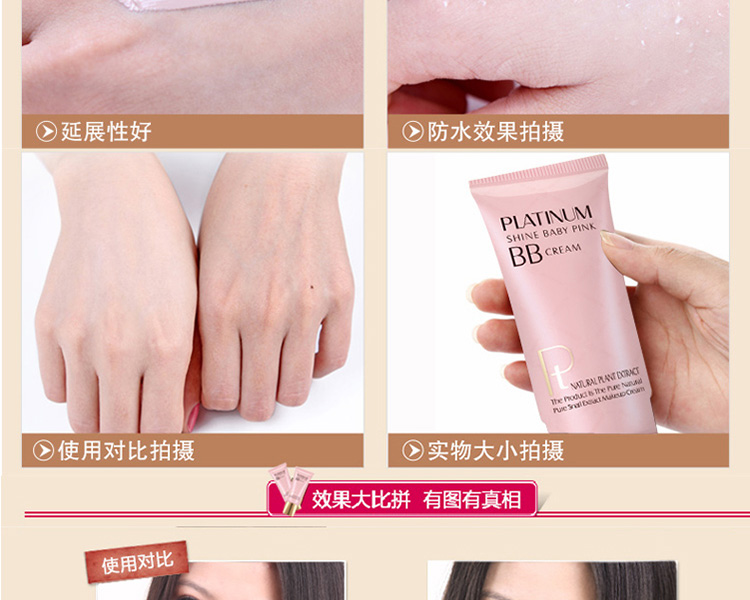 延展性好
防水效果拍摄
PLATINUM
SHINE BABY PINK
BB CREAM
Pt
NATURAL PLANT EXTRACT
The Product Is The Pure Natural
Pure Snail Extract Makeup Cream
使用对比拍摄
实物大小拍摄
效果大比拼 有图有真相
使用对比